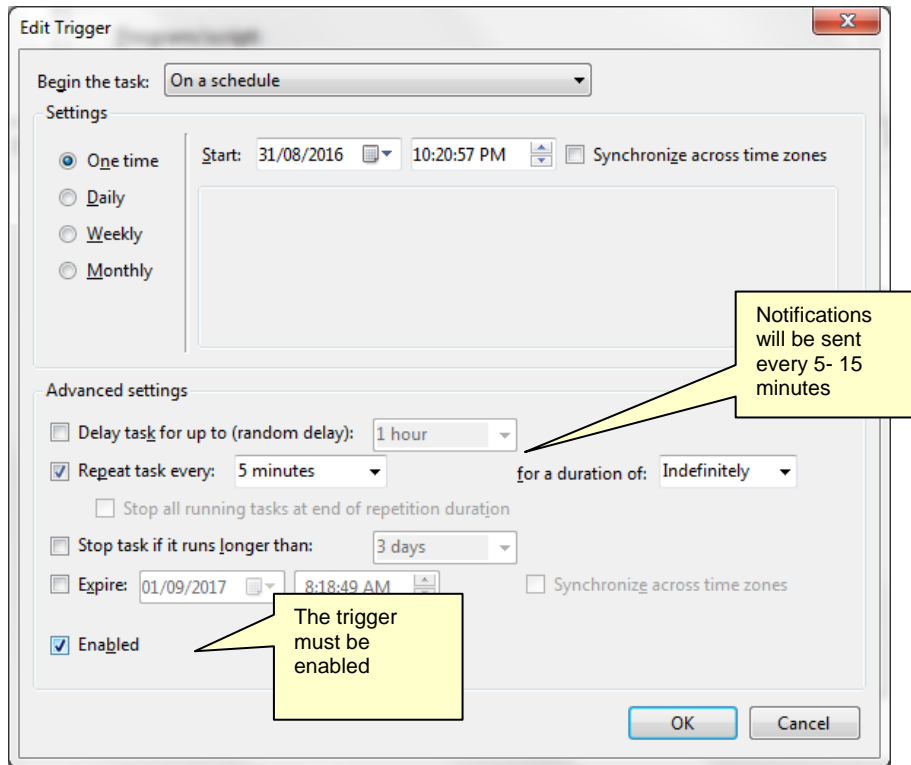 Edit Trigger
Begin the task: On a schedule
Settings
One time
Start: 31/08/2016 10:20:57 PM Synchronize across time zones
Daily
Weekly
Monthly
Notifications
will be sent
every 5- 15
minutes
Advanced settings
Delay task for up to (random delay): 1 hour
Repeat task every: 5 minutes for a duration of: Indefinitely
Stop all running tasks at end of repetition duration
Stop task if it runs longer than: 3 days
Expire: 01/09/2017 8:18:49 AM Synchronize across time zones
The trigger
must be
enabled
Enabled
OK Cancel